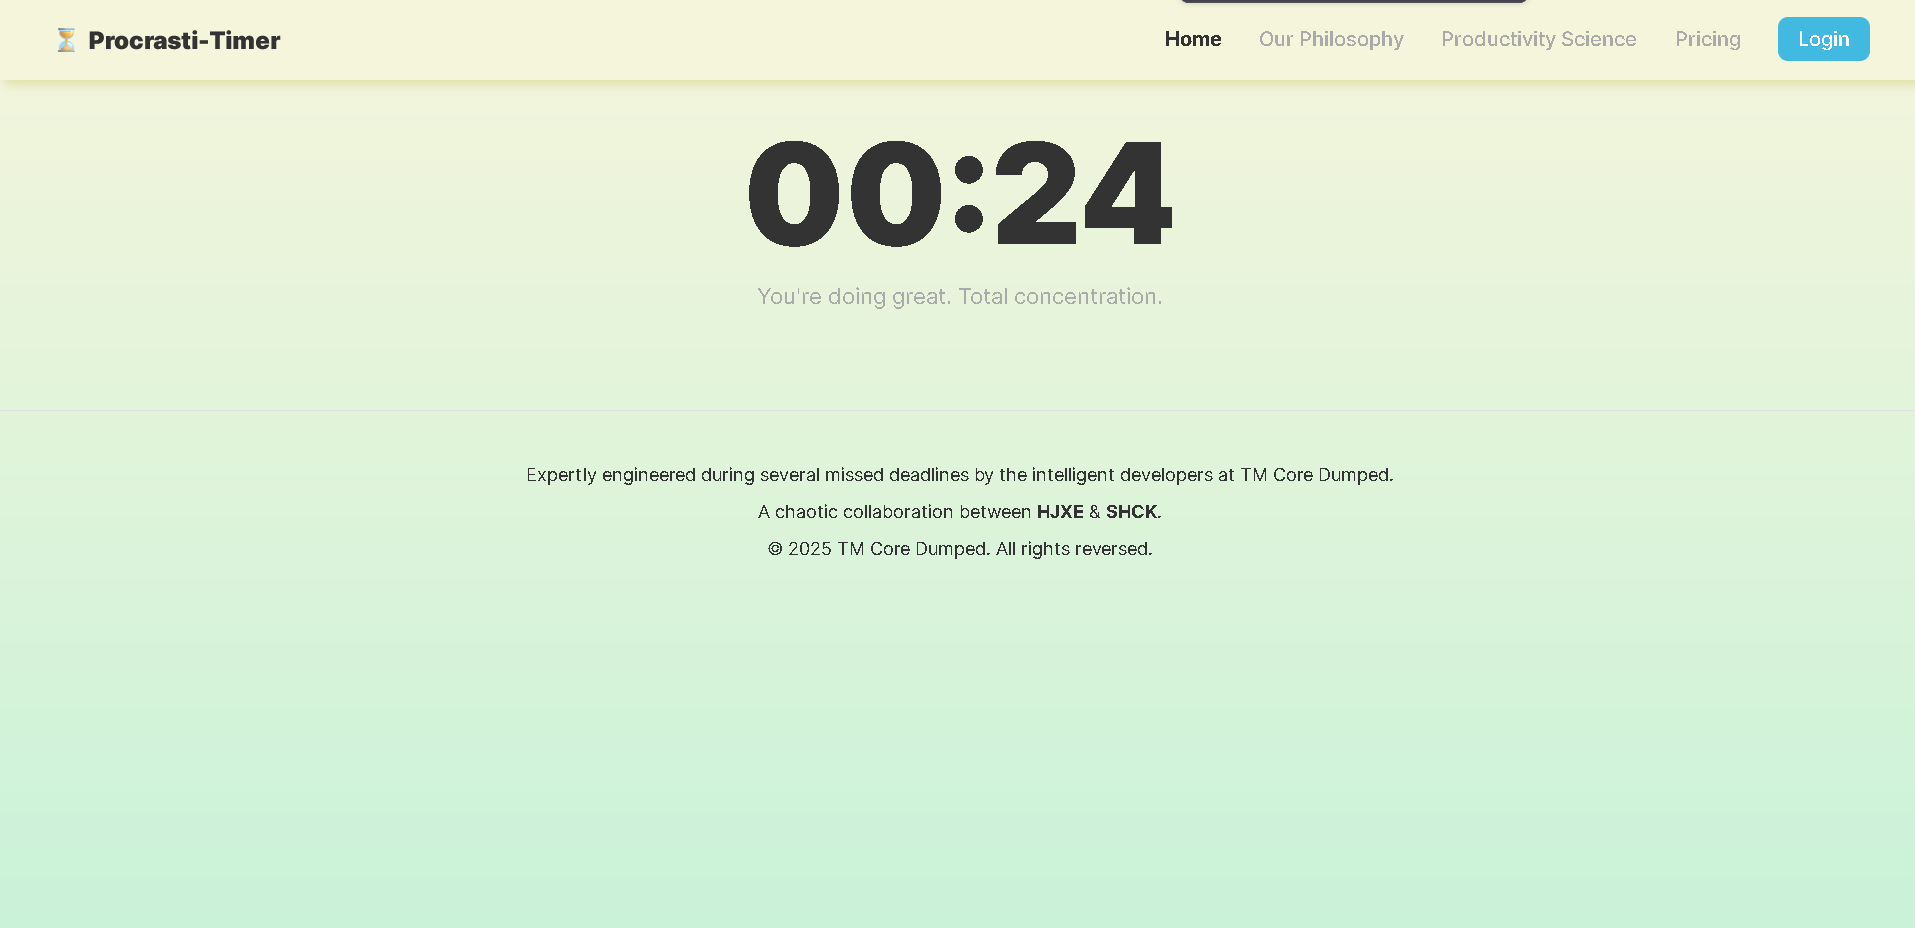 ⏳ Procrasti-Timer
Home Our Philosophy Productivity Science Pricing Login
00:24
You're doing great. Total concentration.
Expertly engineered during several missed deadlines by the intelligent developers at TM Core Dumped.
A chaotic collaboration between HJXE & SHCK.
© 2025 TM Core Dumped. All rights reversed.